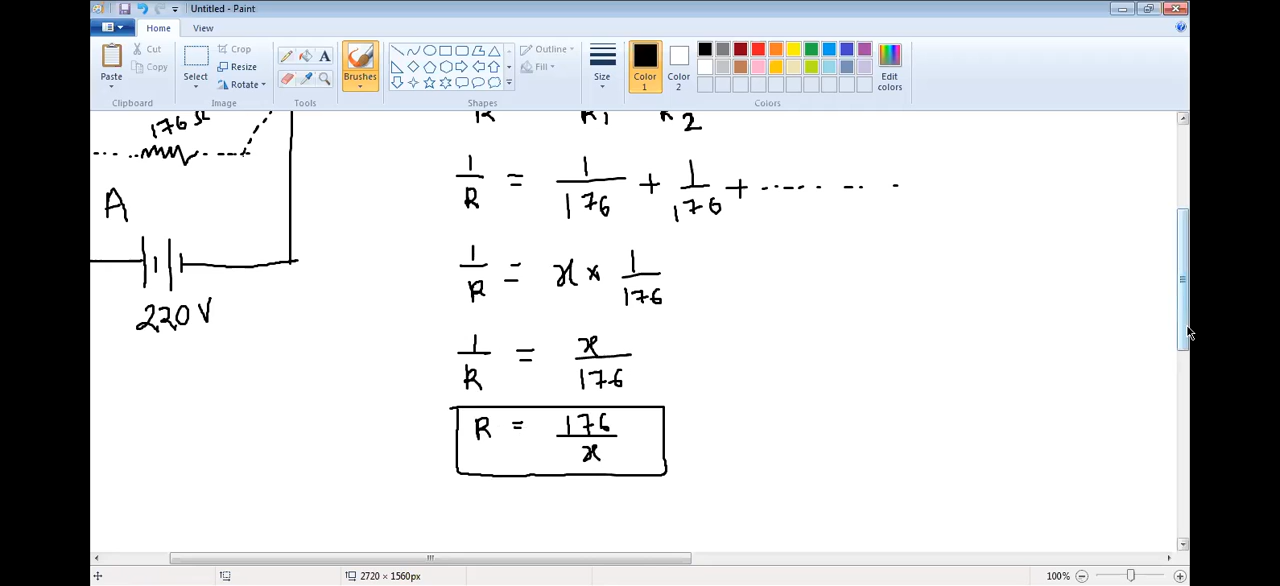 Untitled - Paint
Home View
Paste
Cut
Copy
Clipboard
Select
Crop
Resize
Rotate
Image
Tools
Brushes
Shapes
Outline
Fill
Size
Color 1
Color 2
Edit colors
Colors
176 Ω
A
220 V
R R1 R2
1/R = 1/176 + 1/176 + ...... .. .
1/R = x × 1/176
1/R = x/176
R = 176/x
2720 × 1560px
100%